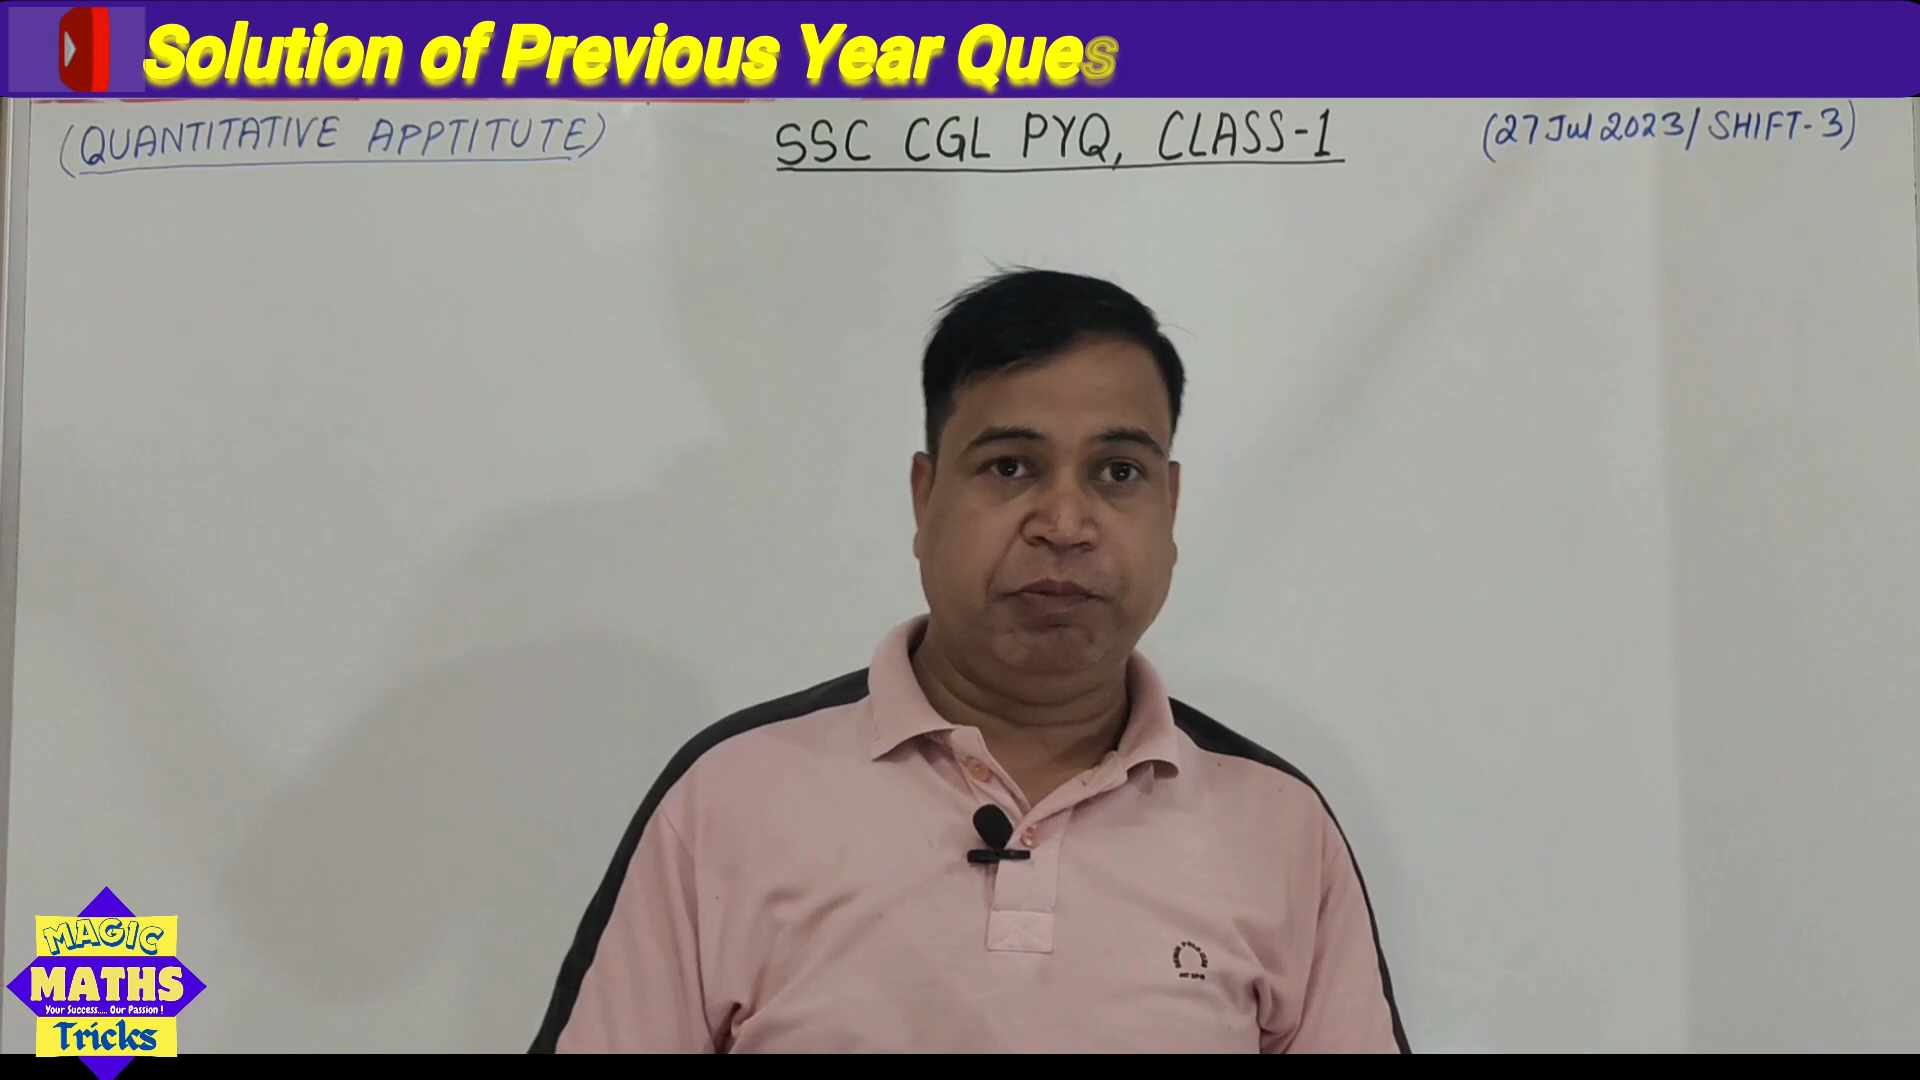 Solution of Previous Year Ques
(QUANTITATIVE APPTITUTE)
SSC CGL PYQ, CLASS-1
(27 Jul 2023/ SHIFT-3)
MAGIC
MATHS
Your Success..... Our Passion !
Tricks